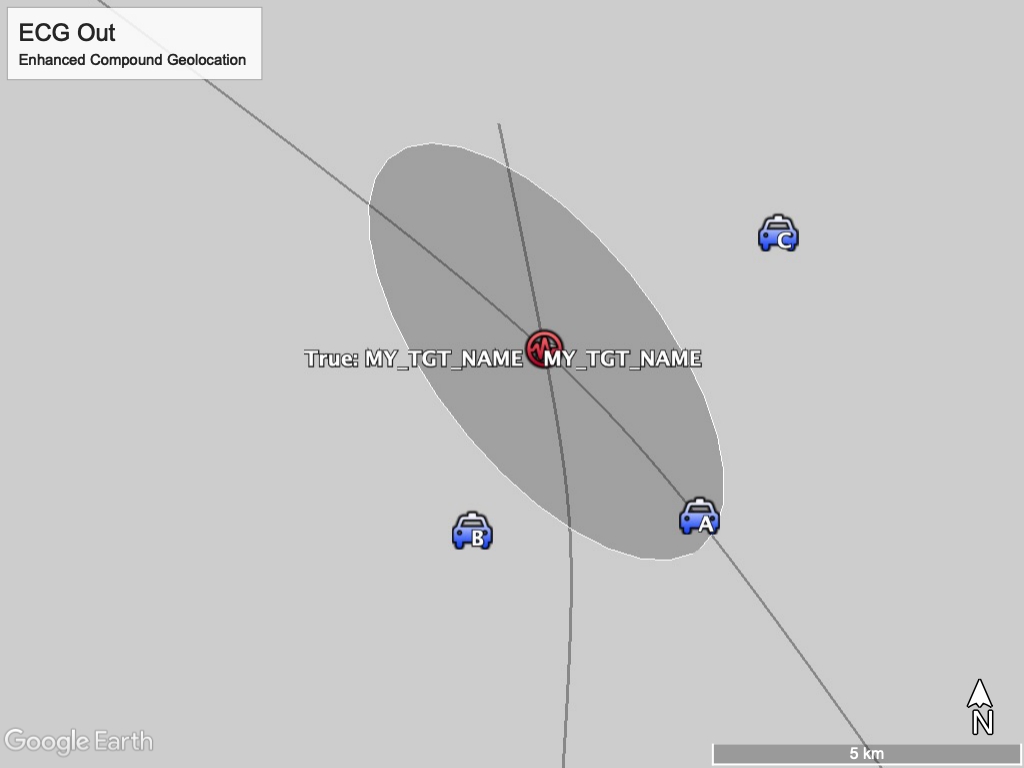 ECG Out
Enhanced Compound Geolocation
C
True: MY_TGT_NAME MY_TGT_NAME
A
B
N
5 km
Google Earth